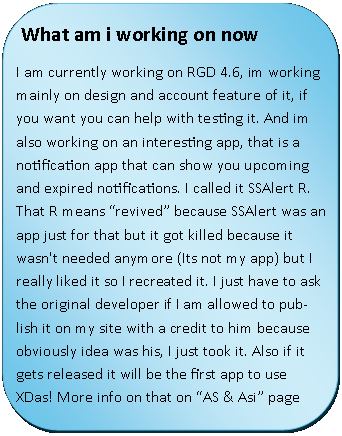 What am i working on now
I am currently working on RGD 4.6, im working
mainly on design and account feature of it, if
you want you can help with testing it. And im
also working on an interesting app, that is a
notification app that can show you upcoming
and expired notifications. I called it SSAlert R.
That R means “revived” because SSAlert was an
app just for that but it got killed because it
wasn't needed anymore (Its not my app) but I
really liked it so I recreated it. I just have to ask
the original developer if I am allowed to pub-
lish it on my site with a credit to him because
obviously idea was his, I just took it. Also if it
gets released it will be the first app to use
XDas! More info on that on “AS & Asi” page